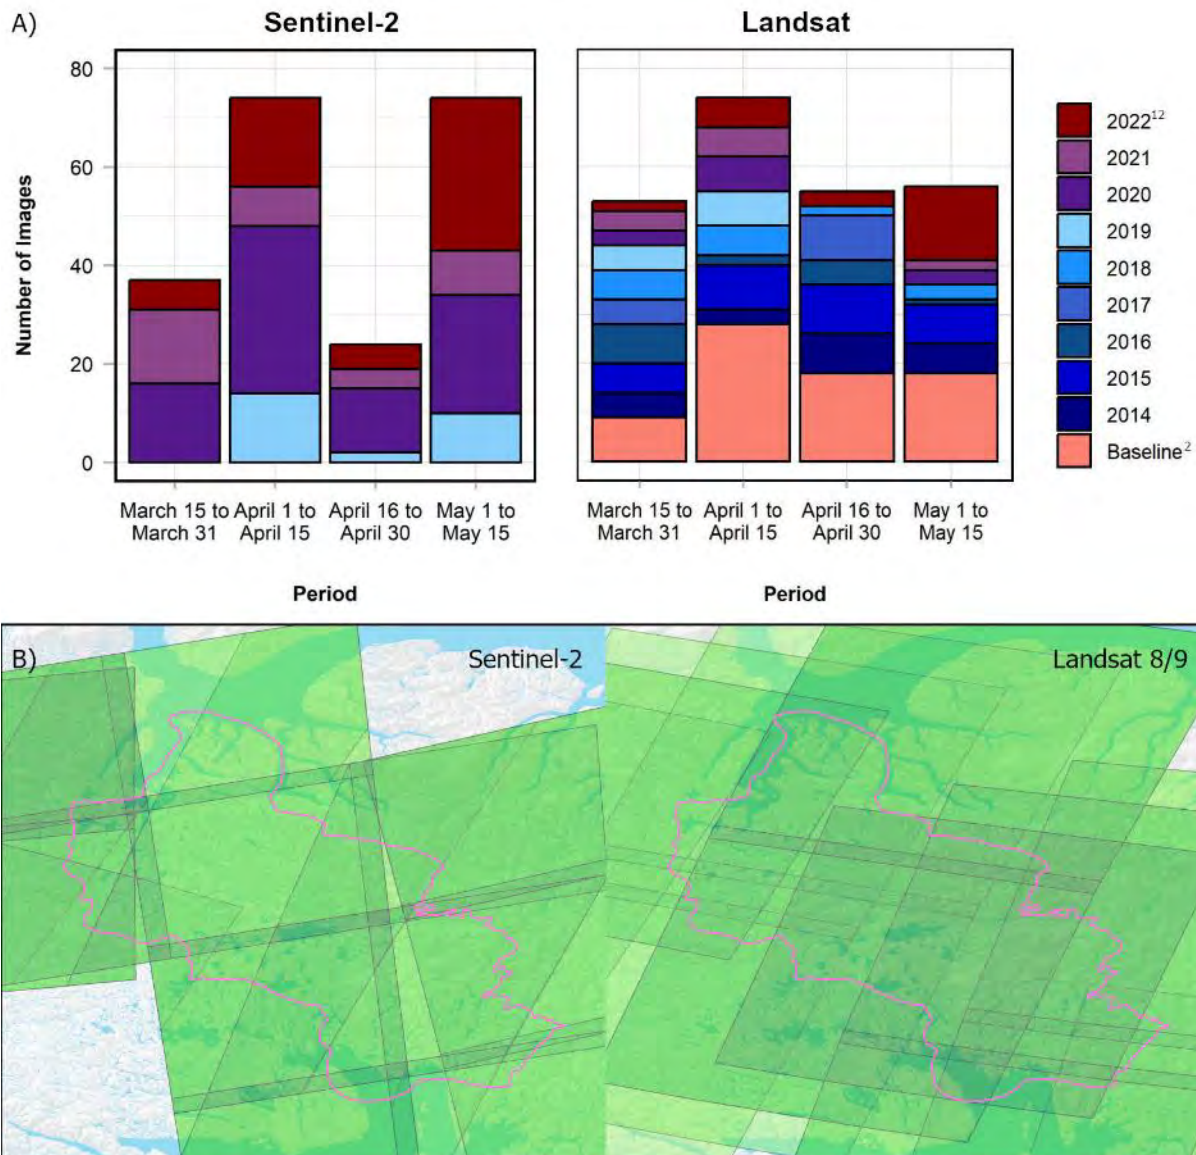 A)
Sentinel-2
Landsat
Number of Images
80
60
40
20
0
March 15 to
March 31
April 1 to
April 15
April 16 to
April 30
May 1 to
May 15
March 15 to
March 31
April 1 to
April 15
April 16 to
April 30
May 1 to
May 15
Period
Period
2022¹²
2021
2020
2019
2018
2017
2016
2015
2014
Baseline²
B)
Sentinel-2
Landsat 8/9